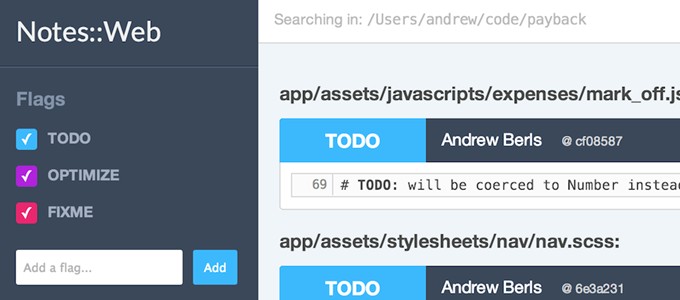 Notes::Web
Flags
TODO
OPTIMIZE
FIXME
Add a flag...
Add
Searching in: /Users/andrew/code/payback
app/assets/javascripts/expenses/mark_off.js
TODO Andrew Berls @ cf08587
69 # TODO: will be coerced to Number instead
app/assets/stylesheets/nav/nav.scss:
TODO Andrew Berls @ 6e3a231